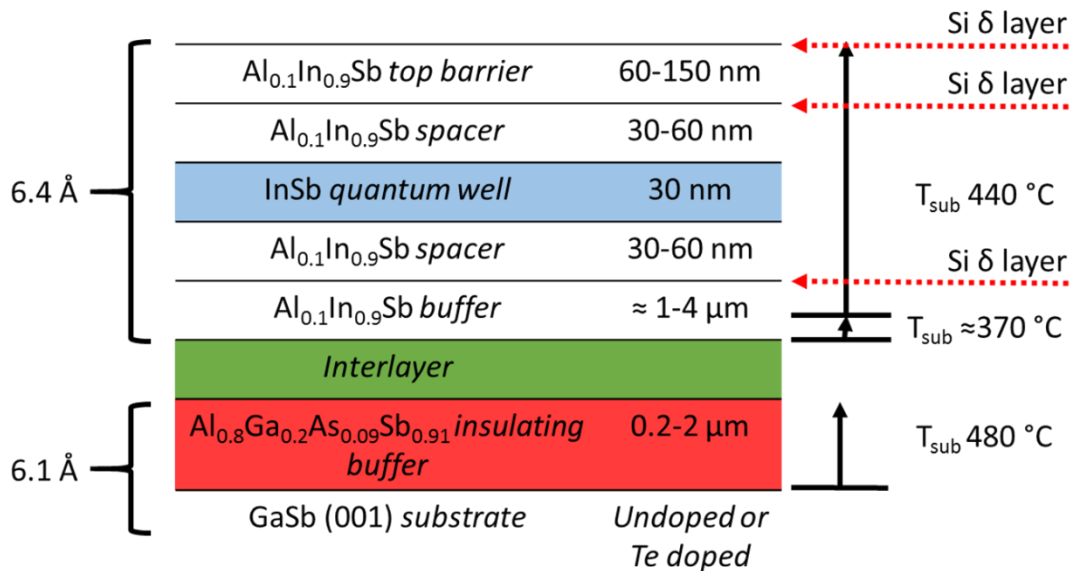 Si δ layer
Al0.1In0.9Sb top barrier 60-150 nm
Si δ layer
Al0.1In0.9Sb spacer 30-60 nm
6.4 Å InSb quantum well 30 nm Tsub 440 °C
Al0.1In0.9Sb spacer 30-60 nm
Si δ layer
Al0.1In0.9Sb buffer ≈ 1-4 µm
Tsub ≈370 °C
Interlayer
Al0.8Ga0.2As0.09Sb0.91 insulating 0.2-2 µm Tsub 480 °C
buffer
6.1 Å
GaSb (001) substrate Undoped or
Te doped